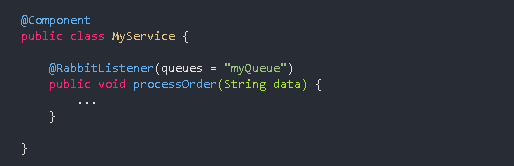 @Component
public class MyService {
@RabbitListener(queues = "myQueue")
public void processOrder(String data) {
...
}
}